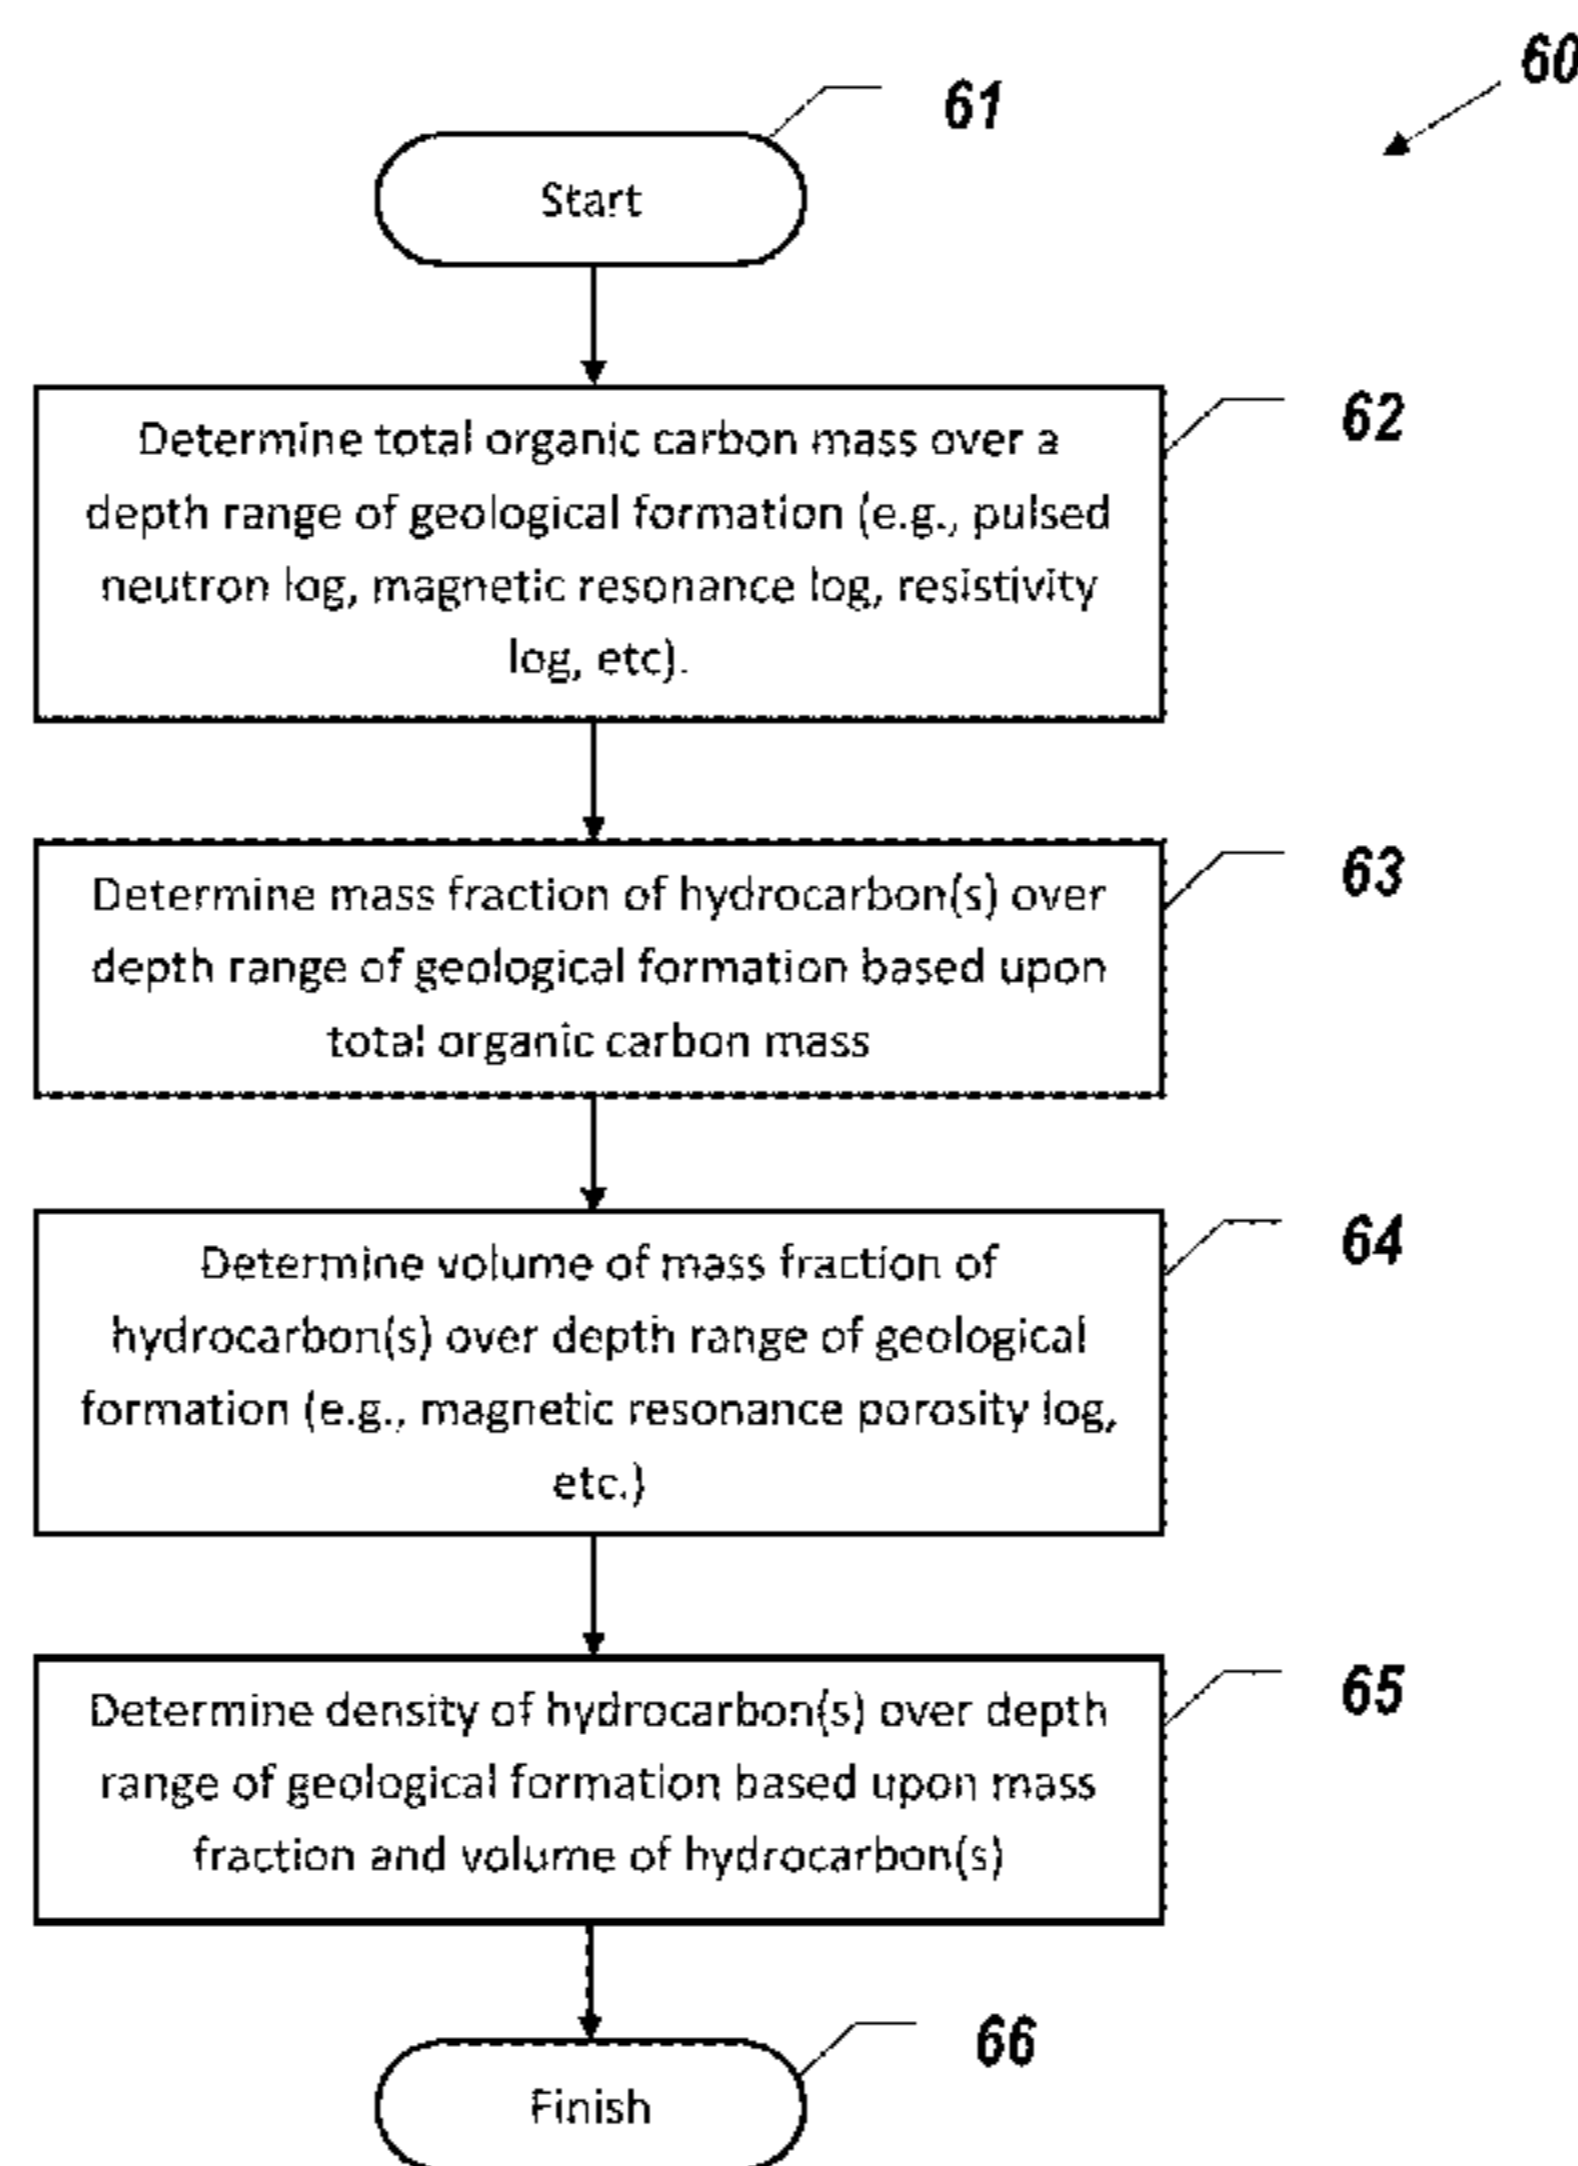 60
61
Start
62
Determine total organic carbon mass over a
depth range of geological formation (e.g., pulsed
neutron log, magnetic resonance log, resistivity
log, etc).
63
Determine mass fraction of hydrocarbon(s) over
depth range of geological formation based upon
total organic carbon mass
64
Determine volume of mass fraction of
hydrocarbon(s) over depth range of geological
formation (e.g., magnetic resonance porosity log,
etc.)
65
Determine density of hydrocarbon(s) over depth
range of geological formation based upon mass
fraction and volume of hydrocarbon(s)
66
Finish